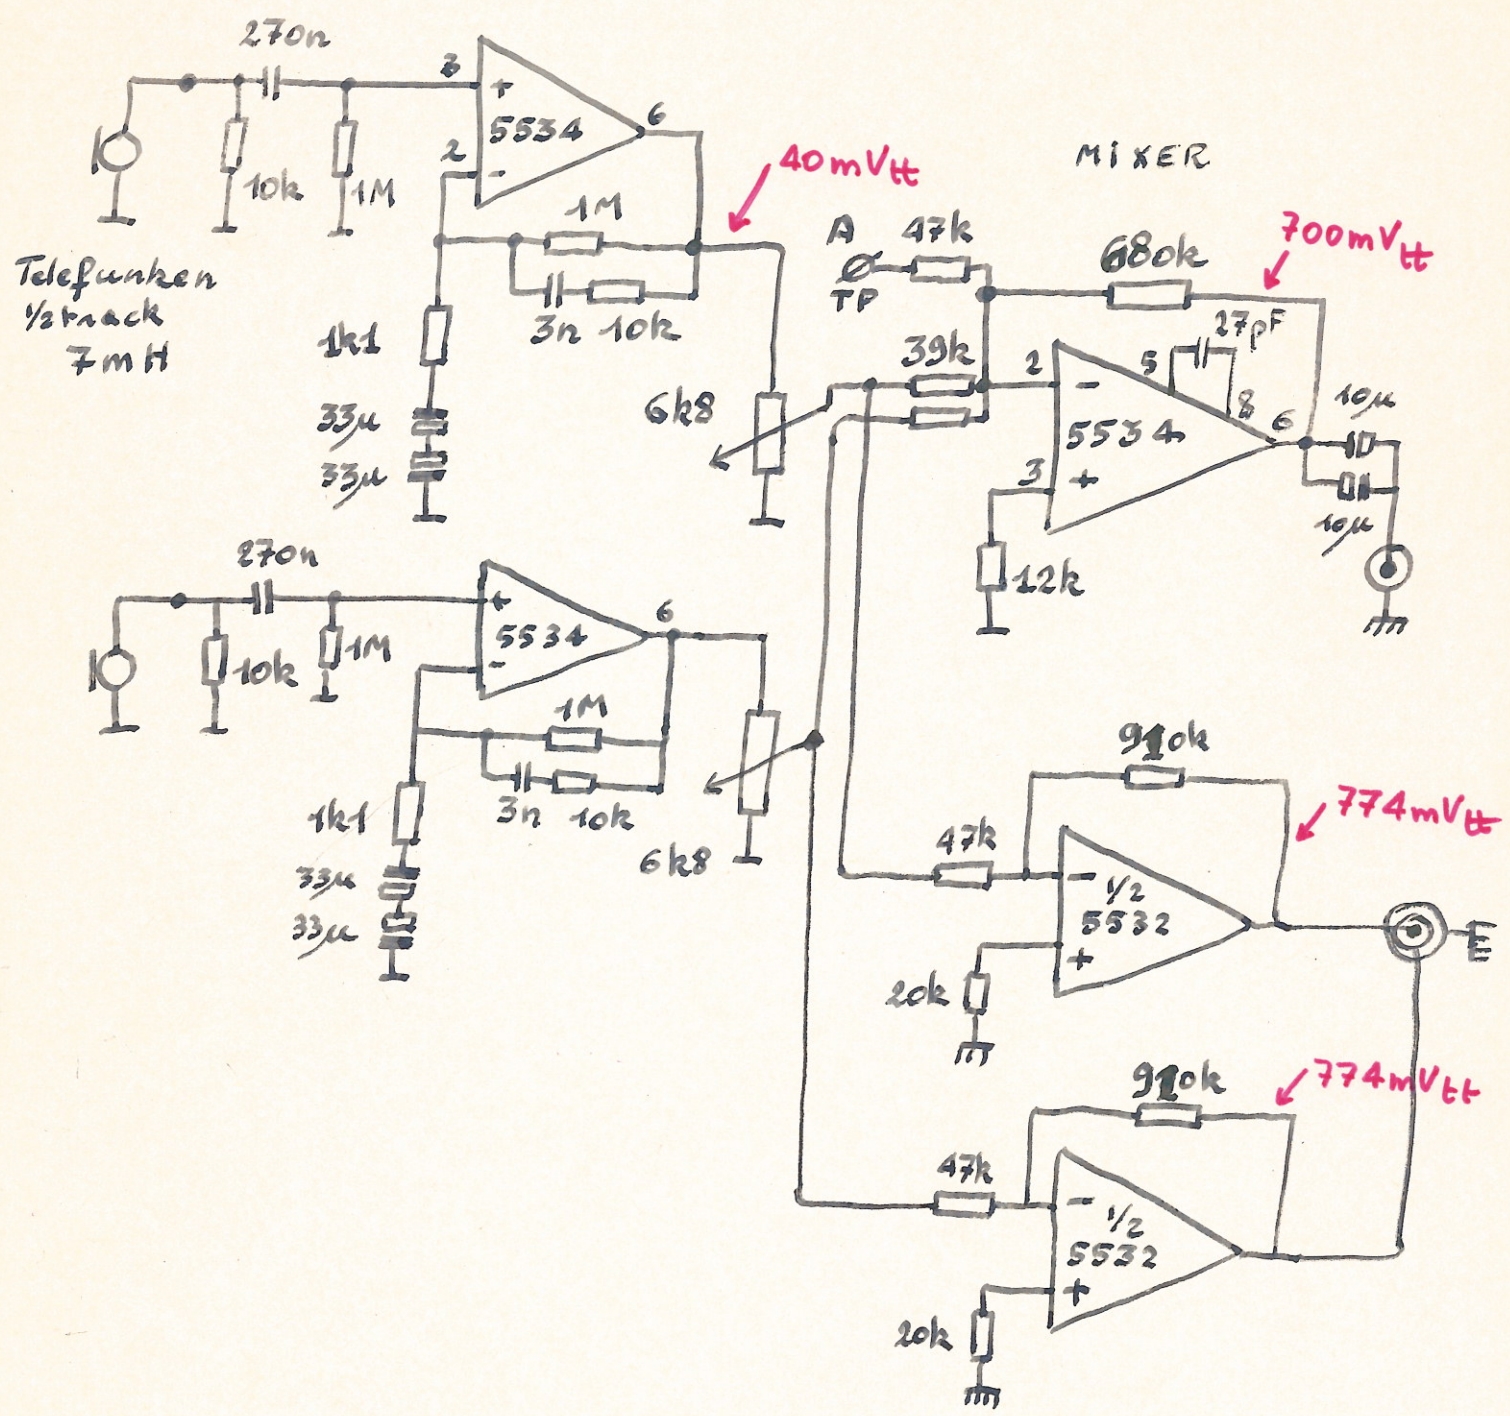 270n
3
+
5534
6
2
-
10k
1M
40mVtt
MIXER
Telefunken
1/2 track
7mH
1M
3n 10k
A
TP
47k
680k
700mVtt
27pF
1k1
33µ
33µ
6k8
39k
2
-
5
8
5534
6
3
+
10µ
10µ
12k
270n
+
5534
6
-
10k
1M
1M
3n 10k
1k1
33µ
33µ
6k8
910k
774mVtt
47k
-
1/2
5532
+
20k
E
910k
774mVtt
47k
-
1/2
5532
+
20k